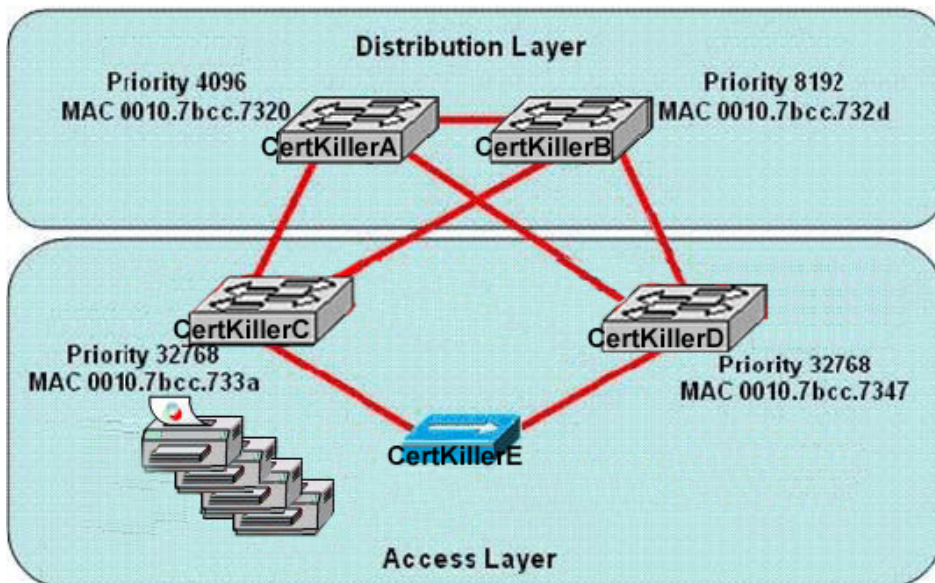 Distribution Layer
Priority 4096
MAC 0010.7bcc.7320
Priority 8192
MAC 0010.7bcc.732d
CertKillerA
CertKillerB
CertKillerC
CertKillerD
Priority 32768
MAC 0010.7bcc.733a
Priority 32768
MAC 0010.7bcc.7347
CertKillerE
Access Layer